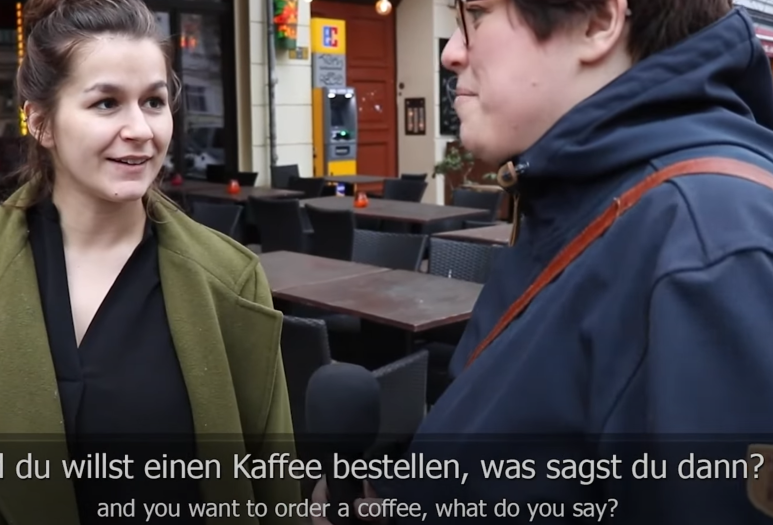 du willst einen Kaffee bestellen, was sagst du dann?
and you want to order a coffee, what do you say?